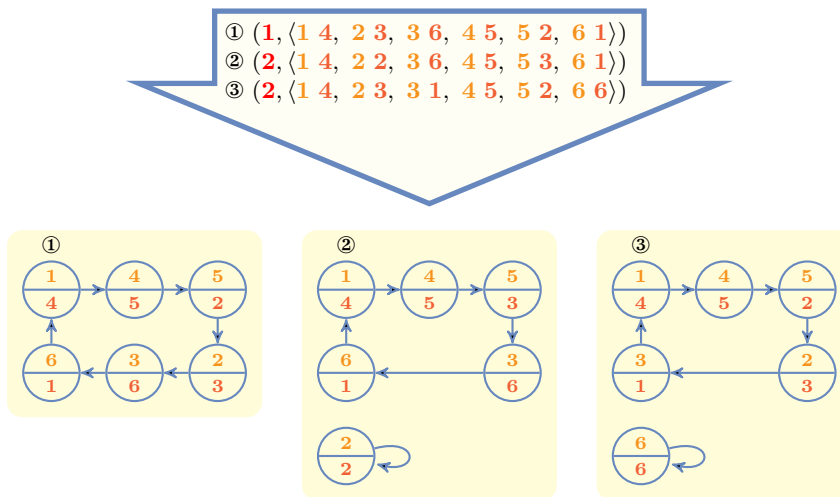 ① (1, ⟨1 4, 2 3, 3 6, 4 5, 5 2, 6 1⟩)
② (2, ⟨1 4, 2 2, 3 6, 4 5, 5 3, 6 1⟩)
③ (2, ⟨1 4, 2 3, 3 1, 4 5, 5 2, 6 6⟩)
①
1 4 5
4 5 2
6 3 2
1 6 3
②
1 4 5
4 5 3
6 3
1 6
2
2
③
1 4 5
4 5 2
3 2
1 3
6
6